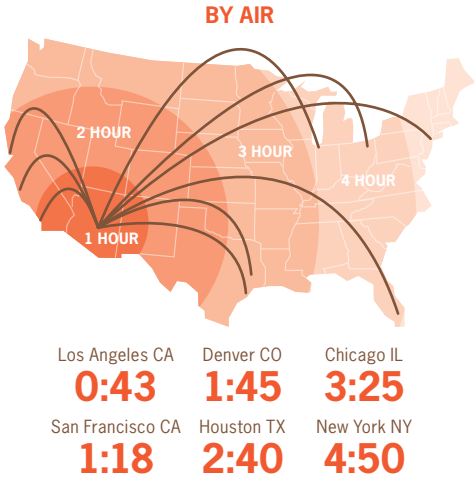 BY AIR
2 HOUR
3 HOUR
4 HOUR
1 HOUR
Los Angeles CA Denver CO Chicago IL
0:43 1:45 3:25
San Francisco CA Houston TX New York NY
1:18 2:40 4:50